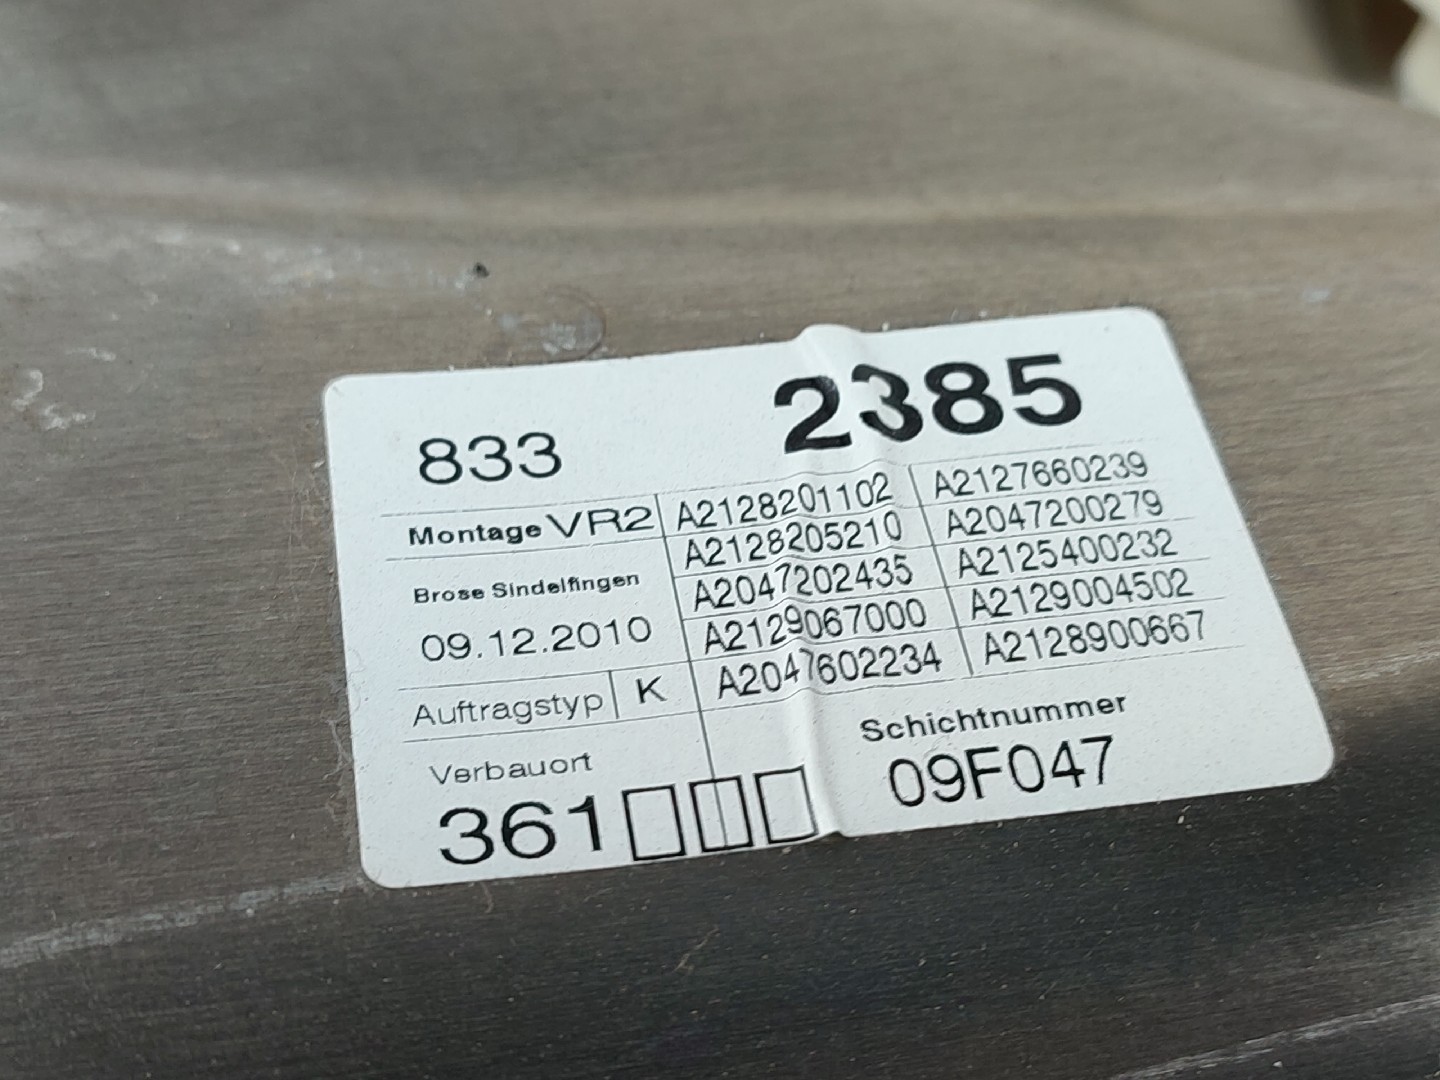 833 2385
Montage VR2 A2128201102 A2127660239
A2128205210 A2047200279
Brose Sindelfingen A2047202435 A2125400232
09.12.2010 A2129067000 A2129004502
Auftragstyp K A2047602234 A2128900667
Verbauort Schichtnummer
361 09F047